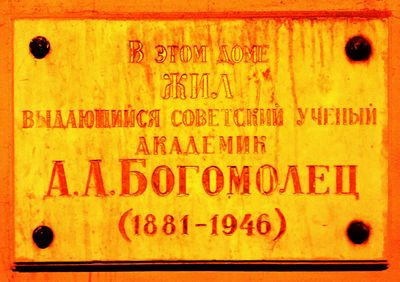 В ЭТОМ ДОМЕ
ЖИЛ
ВЫДАЮЩИЙСЯ СОВЕТСКИЙ УЧЕНЫЙ
АКАДЕМИК
А.А.БОГОМОЛЕЦ
(1881-1946)